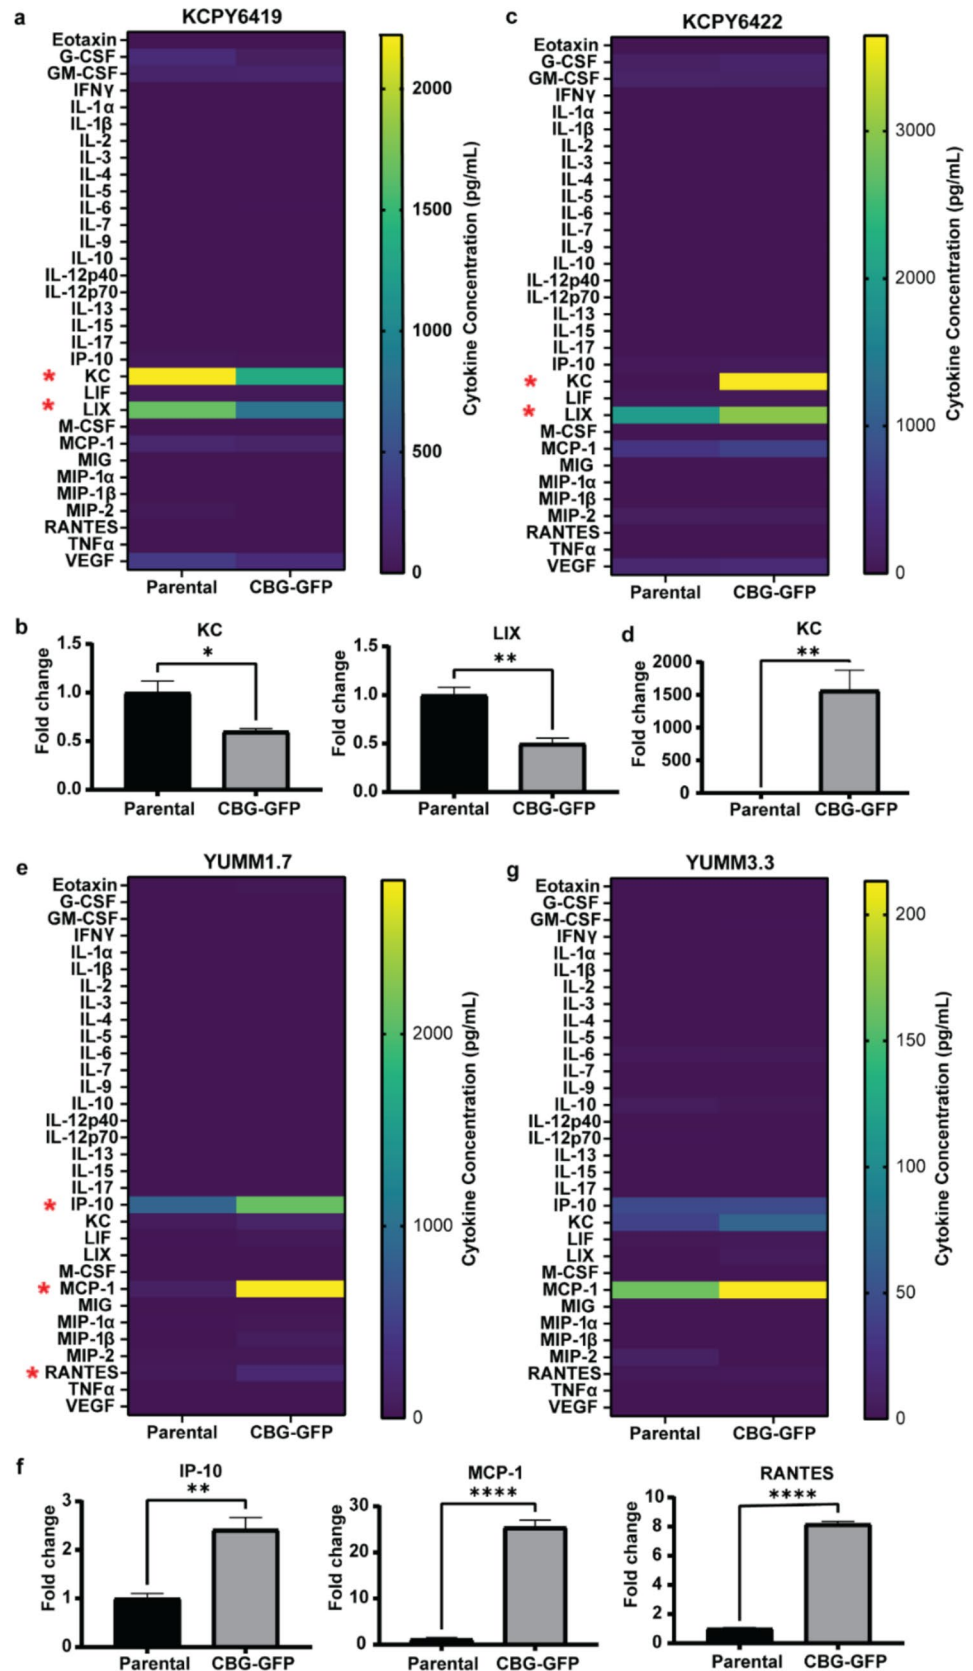 a
KCPY6419
Eotaxin
G-CSF
GM-CSF
IFNγ
IL-1α
IL-1β
IL-2
IL-3
IL-4
IL-5
IL-6
IL-7
IL-9
IL-10
IL-12p40
IL-12p70
IL-13
IL-15
IL-17
IP-10
* KC
LIF
* LIX
M-CSF
MCP-1
MIG
MIP-1α
MIP-1β
MIP-2
RANTES
TNFα
VEGF
Parental CBG-GFP
2000
1500
1000
500
0
Cytokine Concentration (pg/mL)
c
KCPY6422
Eotaxin
G-CSF
GM-CSF
IFNγ
IL-1α
IL-1β
IL-2
IL-3
IL-4
IL-5
IL-6
IL-7
IL-9
IL-10
IL-12p40
IL-12p70
IL-13
IL-15
IL-17
IP-10
* KC
LIF
* LIX
M-CSF
MCP-1
MIG
MIP-1α
MIP-1β
MIP-2
RANTES
TNFα
VEGF
Parental CBG-GFP
3000
2000
1000
0
Cytokine Concentration (pg/mL)
b
KC
*
Fold change
1.5
1.0
0.5
0.0
Parental CBG-GFP
LIX
**
Fold change
1.5
1.0
0.5
0.0
Parental CBG-GFP
d
KC
**
Fold change
2000
1500
1000
500
0
Parental CBG-GFP
e
YUMM1.7
Eotaxin
G-CSF
GM-CSF
IFNγ
IL-1α
IL-1β
IL-2
IL-3
IL-4
IL-5
IL-6
IL-7
IL-9
IL-10
IL-12p40
IL-12p70
IL-13
IL-15
IL-17
* IP-10
KC
LIF
LIX
M-CSF
* MCP-1
MIG
MIP-1α
MIP-1β
MIP-2
* RANTES
TNFα
VEGF
Parental CBG-GFP
2000
1000
0
Cytokine Concentration (pg/mL)
g
YUMM3.3
Eotaxin
G-CSF
GM-CSF
IFNγ
IL-1α
IL-1β
IL-2
IL-3
IL-4
IL-5
IL-6
IL-7
IL-9
IL-10
IL-12p40
IL-12p70
IL-13
IL-15
IL-17
IP-10
KC
LIF
LIX
M-CSF
MCP-1
MIG
MIP-1α
MIP-1β
MIP-2
RANTES
TNFα
VEGF
Parental CBG-GFP
200
150
100
50
0
Cytokine Concentration (pg/mL)
f
IP-10
**
Fold change
3
2
1
0
Parental CBG-GFP
MCP-1
****
Fold change
30
20
10
0
Parental CBG-GFP
RANTES
****
Fold change
10
8
6
4
2
0
Parental CBG-GFP